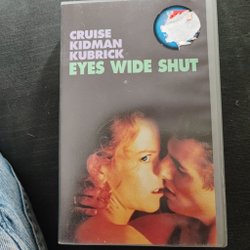 CRUISE
KIDMAN
KUBRICK
EYES WIDE SHUT